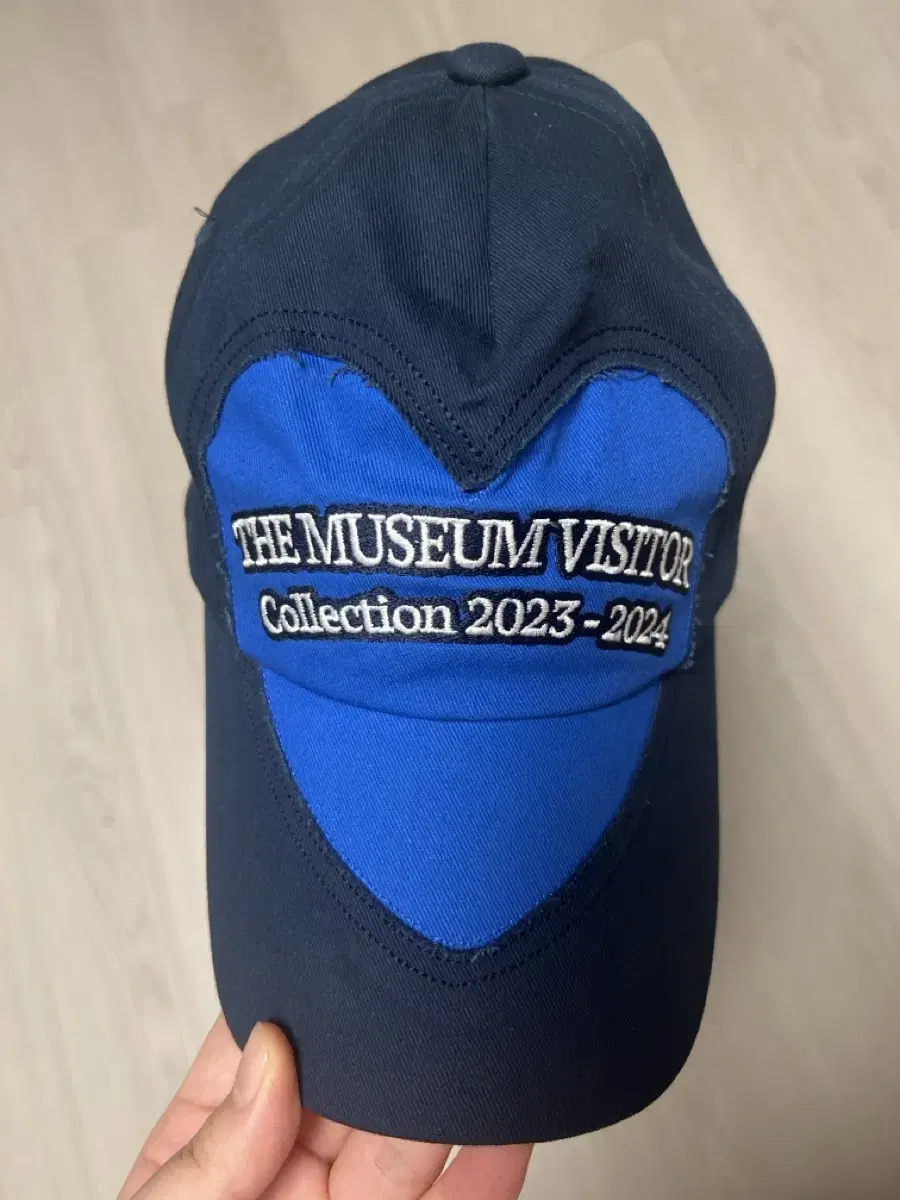 THE MUSEUM VISITOR
Collection 2023-2024